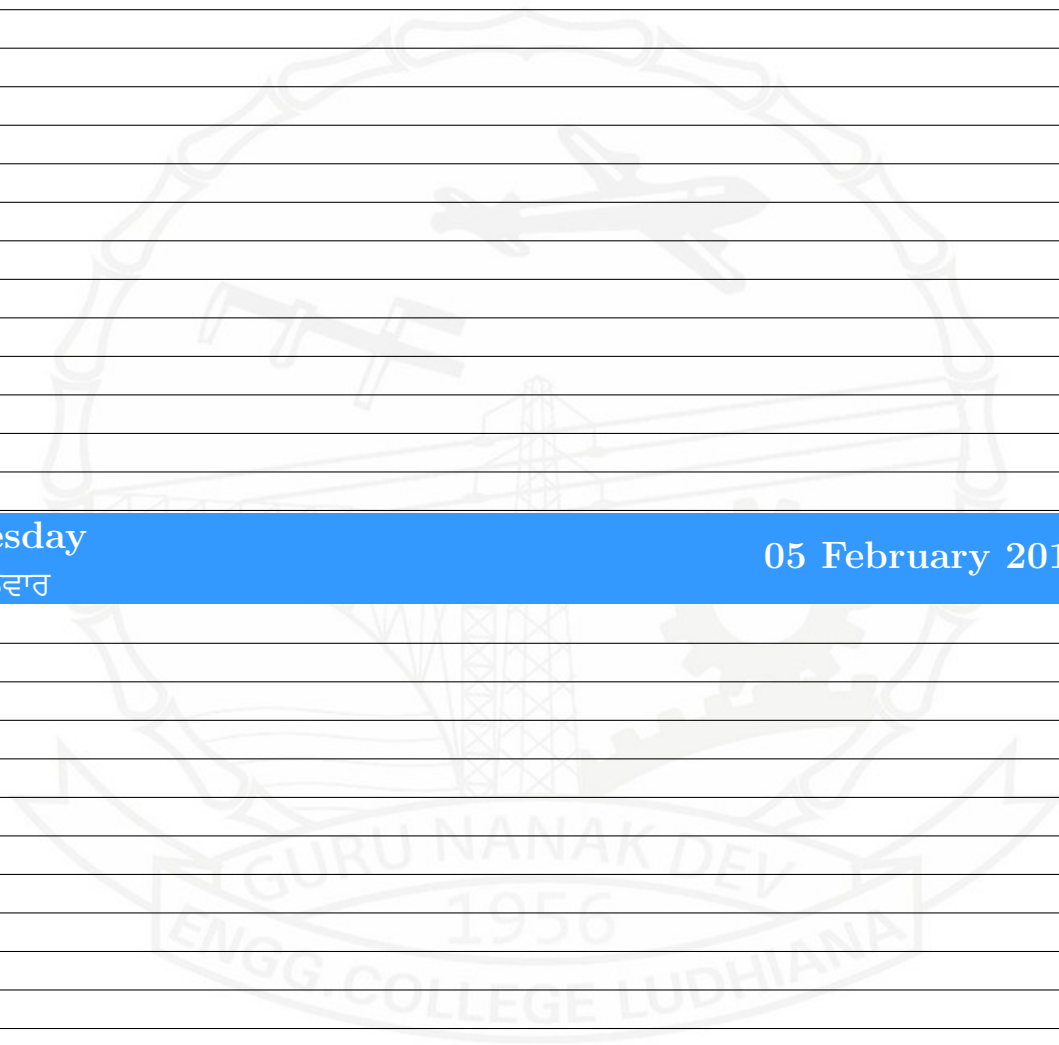 esday
ਵਾਰ
05 February 201
GURU NANAK DEV
1956
ENGG.COLLEGE LUDHIANA